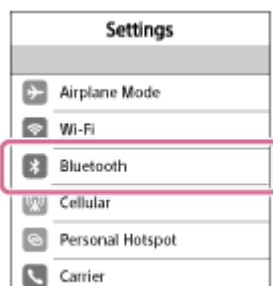 Settings
Airplane Mode
Wi-Fi
Bluetooth
Cellular
Personal Hotspot
Carrier